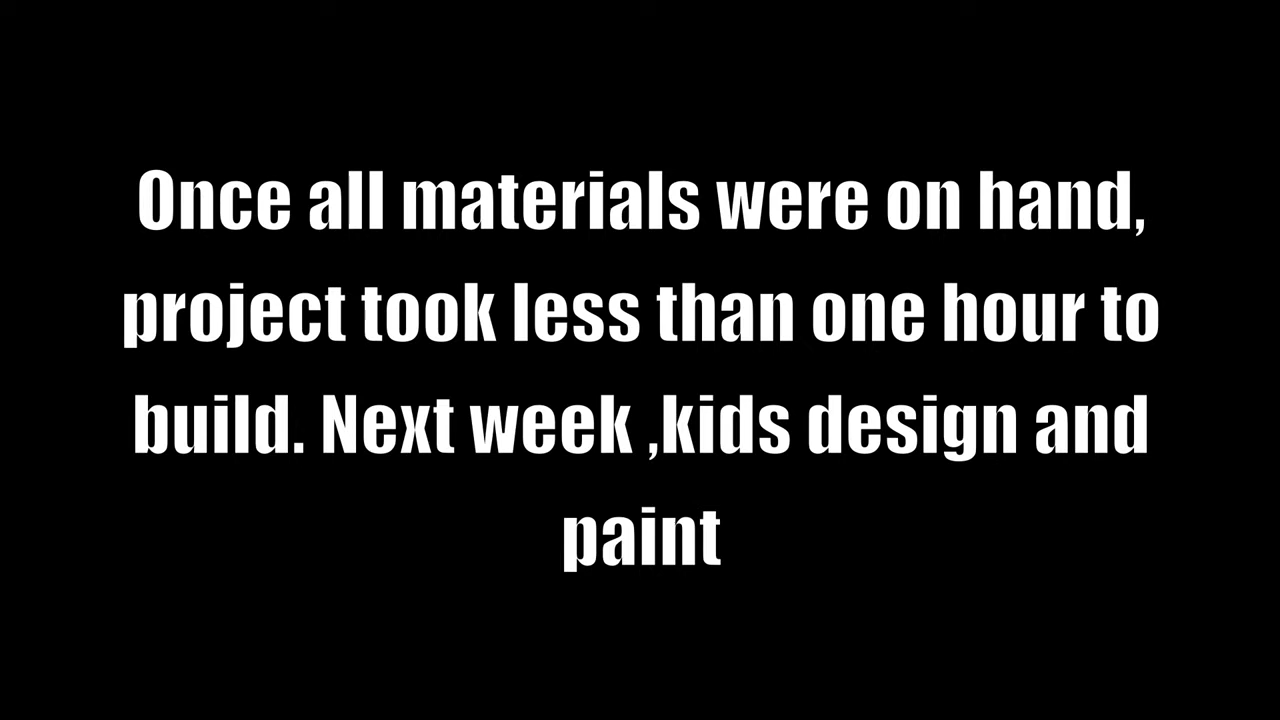 Once all materials were on hand,
project took less than one hour to
build. Next week ,kids design and
paint